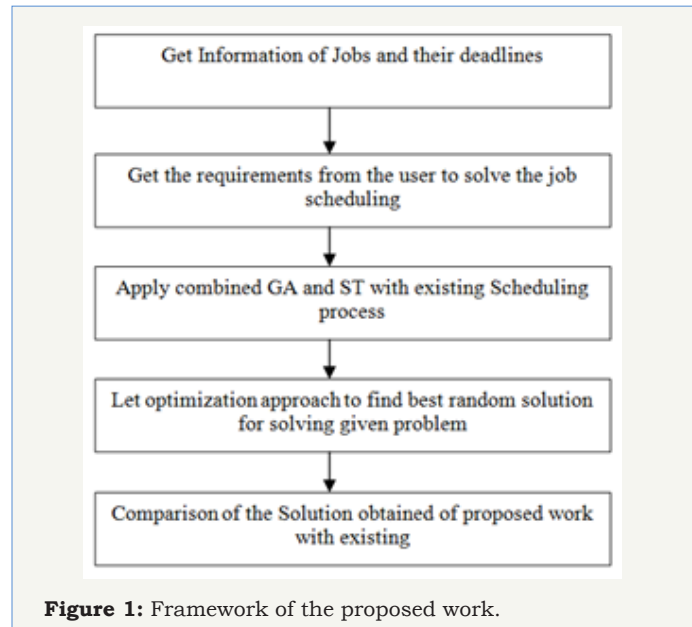 Get Information of Jobs and their deadlines
Get the requirements from the user to solve the job
scheduling
Apply combined GA and ST with existing Scheduling
process
Let optimization approach to find best random solution
for solving given problem
Comparison of the Solution obtained of proposed work
with existing
Figure 1: Framework of the proposed work.